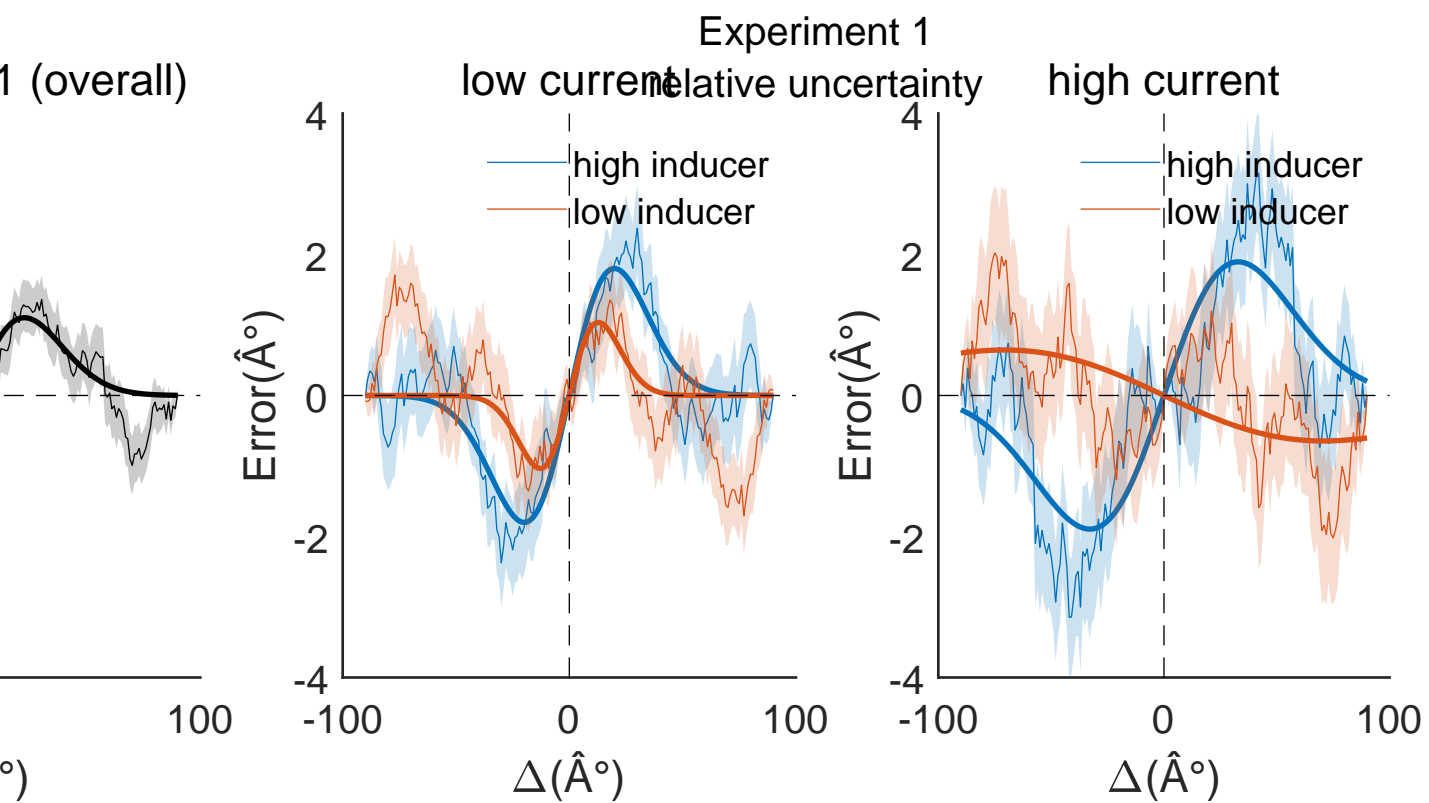 Experiment 1
relative uncertainty
1 (overall)
low current
high current
4
2
0
-2
-4
high inducer
low inducer
Error(Â°)
-100
0
100
Δ(Â°)
4
2
0
-2
-4
high inducer
low inducer
Error(Â°)
-100
0
100
Δ(Â°)
100
°)